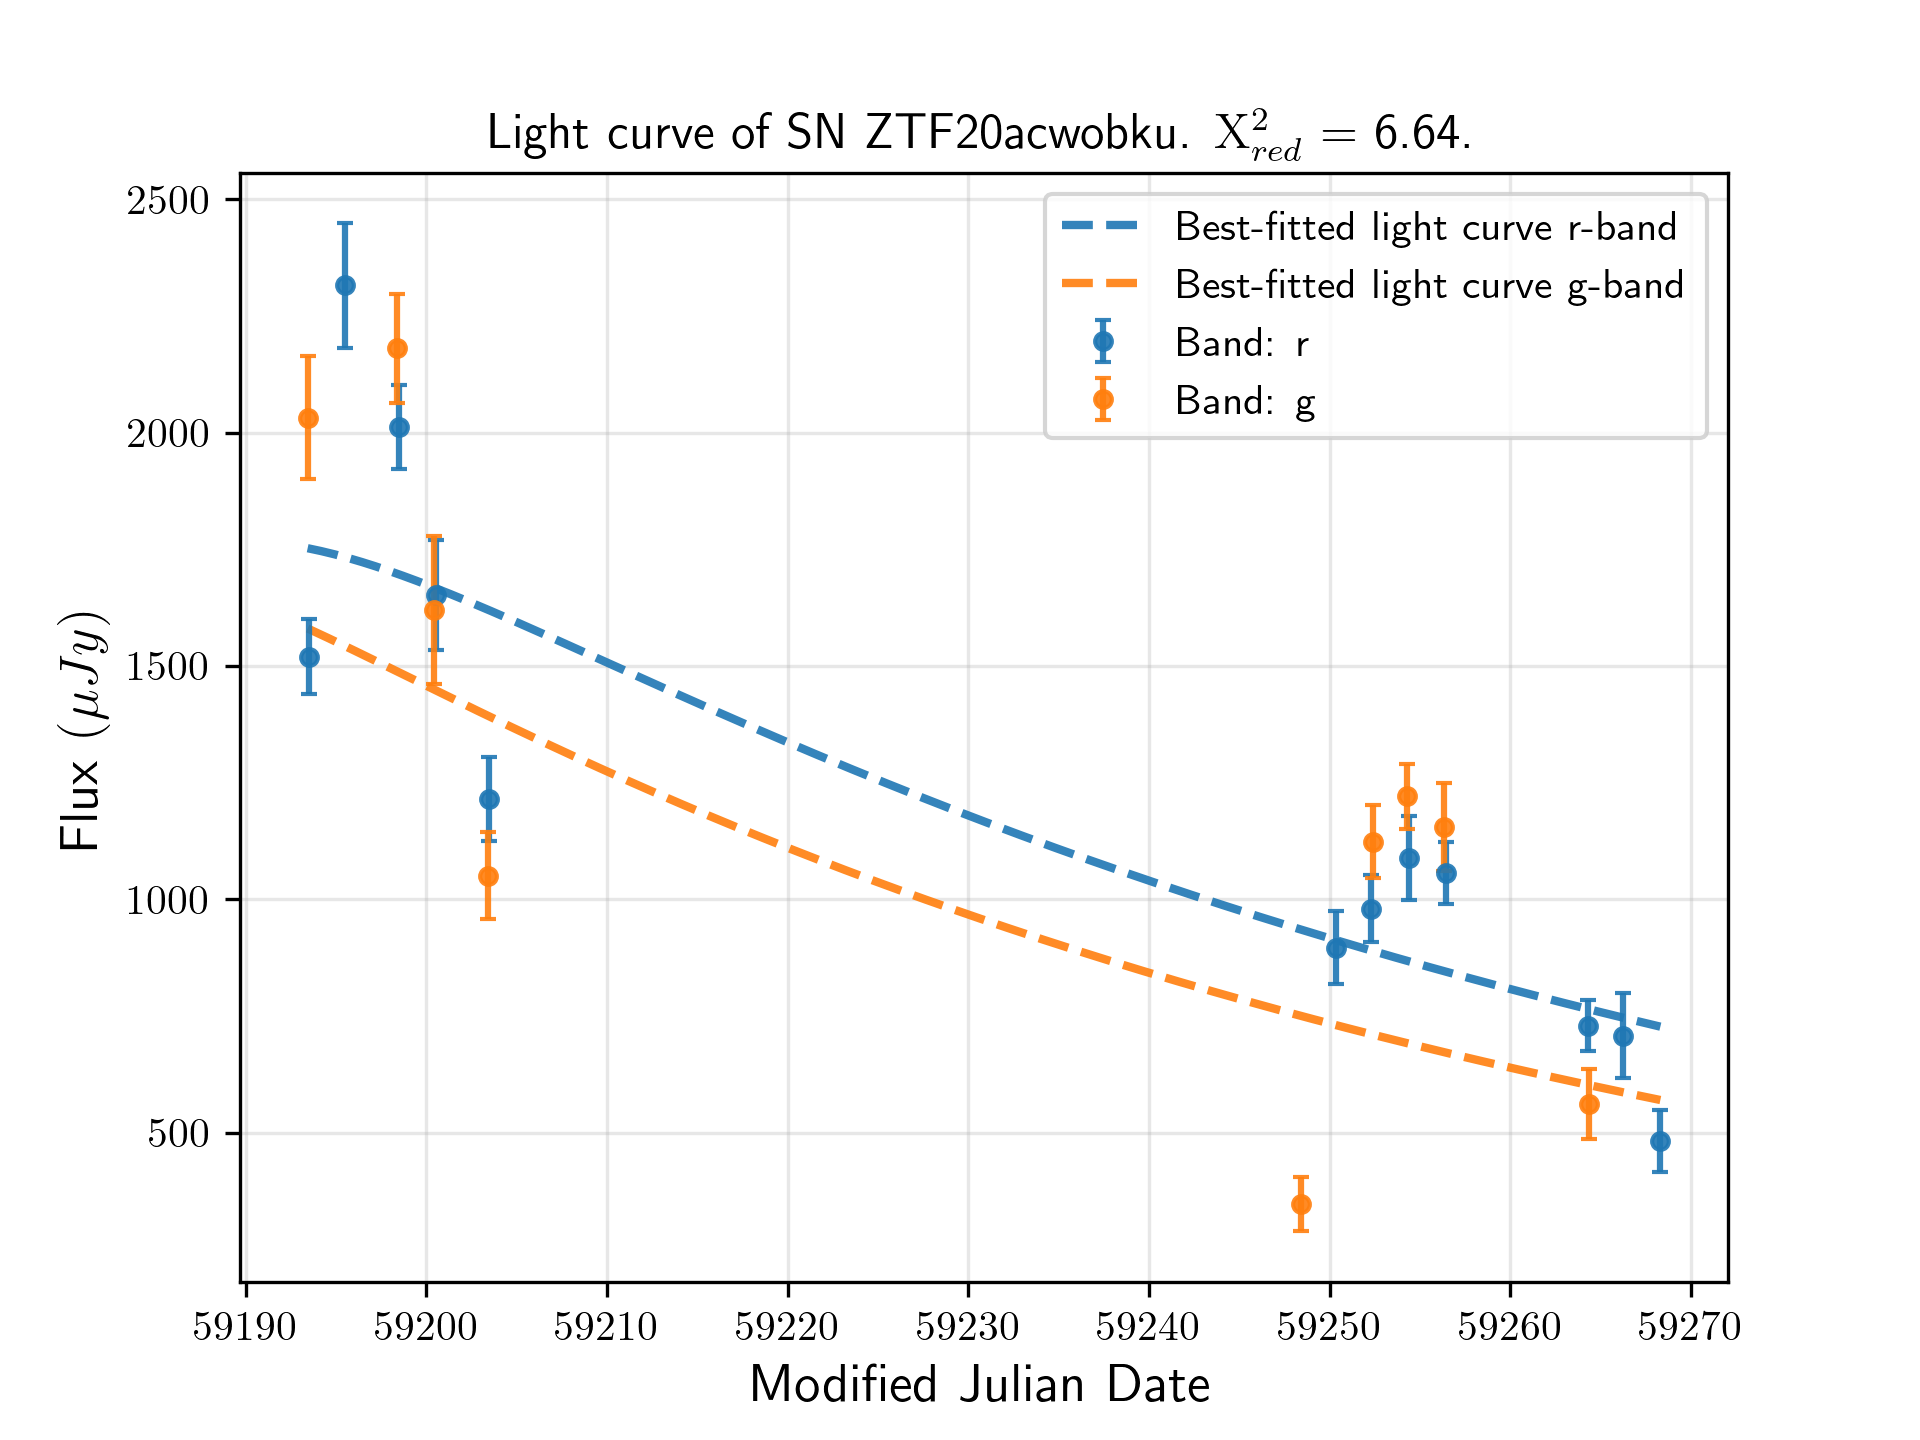 Light curve of SN ZTF20acwobku. X²_red = 6.64.
Best-fitted light curve r-band
Best-fitted light curve g-band
Band: r
Band: g
Flux (μJy)
2500
2000
1500
1000
500
59190 59200 59210 59220 59230 59240 59250 59260 59270
Modified Julian Date